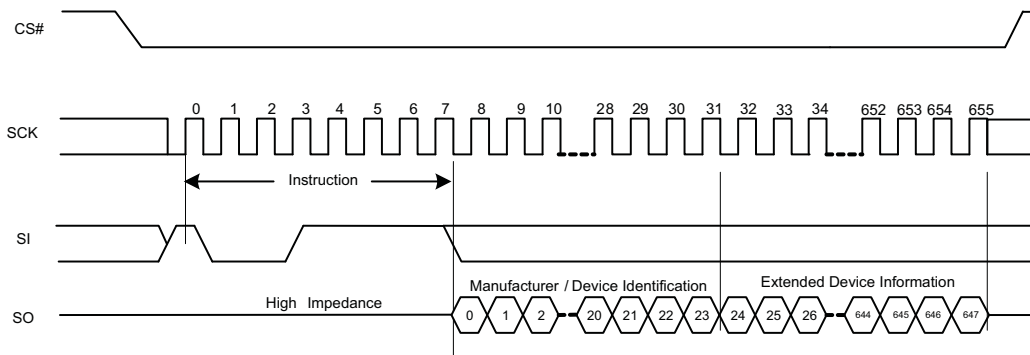 CS#
0 1 2 3 4 5 6 7 8 9 10 28 29 30 31 32 33 34 652 653 654 655
SCK
Instruction
SI
Manufacturer / Device Identification Extended Device Information
High Impedance
SO
0 1 2 20 21 22 23 24 25 26 644 645 646 647